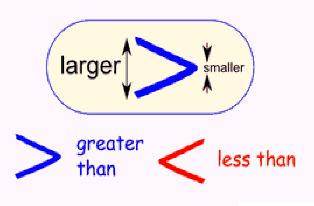 larger > smaller
> greater
than
< less than